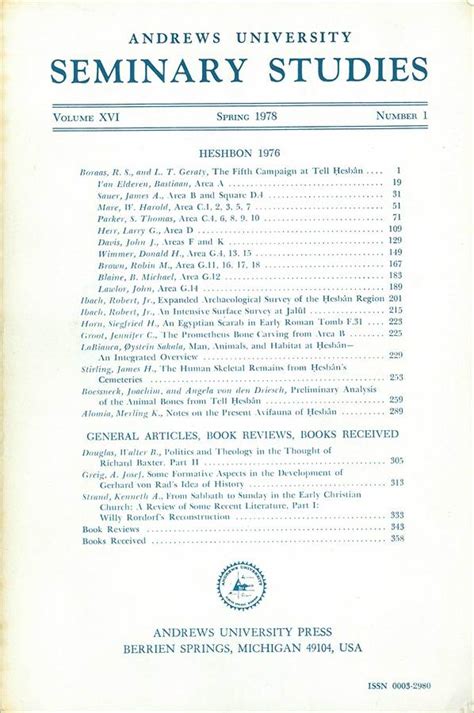 ANDREWS UNIVERSITY
SEMINARY STUDIES
VOLUME XVI SPRING 1978 NUMBER 1
HESHBON 1976
Boraas, R. S., and L. T. Geraty, The Fifth Campaign at Tell Ḥesbân .... 1
Van Elderen, Bastiaan, Area A ........ 19
Sauer, James A., Area B and Square D.4 ........ 31
Mare, W. Harold, Area C.1, 2, 3, 5, 7 ........ 51
Parker, S. Thomas, Area C.4, 6, 8, 9, 10 ........ 71
Herr, Larry G., Area D ........ 109
Davis, John J., Areas F and K ........ 129
Wimmer, Donald H., Area G.4, 13, 15 ........ 149
Brown, Robin M., Area G.11, 16, 17, 18 ........ 167
Blaine, B. Michael, Area G.12 ........ 183
Lawlor, John, Area G.14 ........ 189
Ibach, Robert, Jr., Expanded Archaeological Survey of the Ḥesbân Region 201
Ibach, Robert, Jr., An Intensive Surface Survey at Jalûl ........ 215
Horn, Siegfried H., An Egyptian Scarab in Early Roman Tomb F.31 .... 223
Groot, Jennifer C., The Prometheus Bone Carving from Area B ........ 225
LaBianca, Øystein Sakala, Man, Animals, and Habitat at Ḥesbân—
An Integrated Overview ........ 229
Stirling, James H., The Human Skeletal Remains from Ḥesbân's
Cemeteries ........ 253
Boessneck, Joachim, and Angela von den Driesch, Preliminary Analysis
of the Animal Bones from Tell Ḥesbân ........ 259
Alomia, Merling K., Notes on the Present Avifauna of Ḥesbân ........ 289
GENERAL ARTICLES, BOOK REVIEWS, BOOKS RECEIVED
Douglas, Walter B., Politics and Theology in the Thought of
Richard Baxter. Part II ........ 305
Greig, A. Josef, Some Formative Aspects in the Development of
Gerhard von Rad's Idea of History ........ 313
Strand, Kenneth A., From Sabbath to Sunday in the Early Christian
Church: A Review of Some Recent Literature. Part I:
Willy Rordorf's Reconstruction ........ 333
Book Reviews ........ 343
Books Received ........ 358
ANDREWS UNIVERSITY
ANDREWS UNIVERSITY PRESS
BERRIEN SPRINGS, MICHIGAN 49104, USA
ISSN 0003-2980